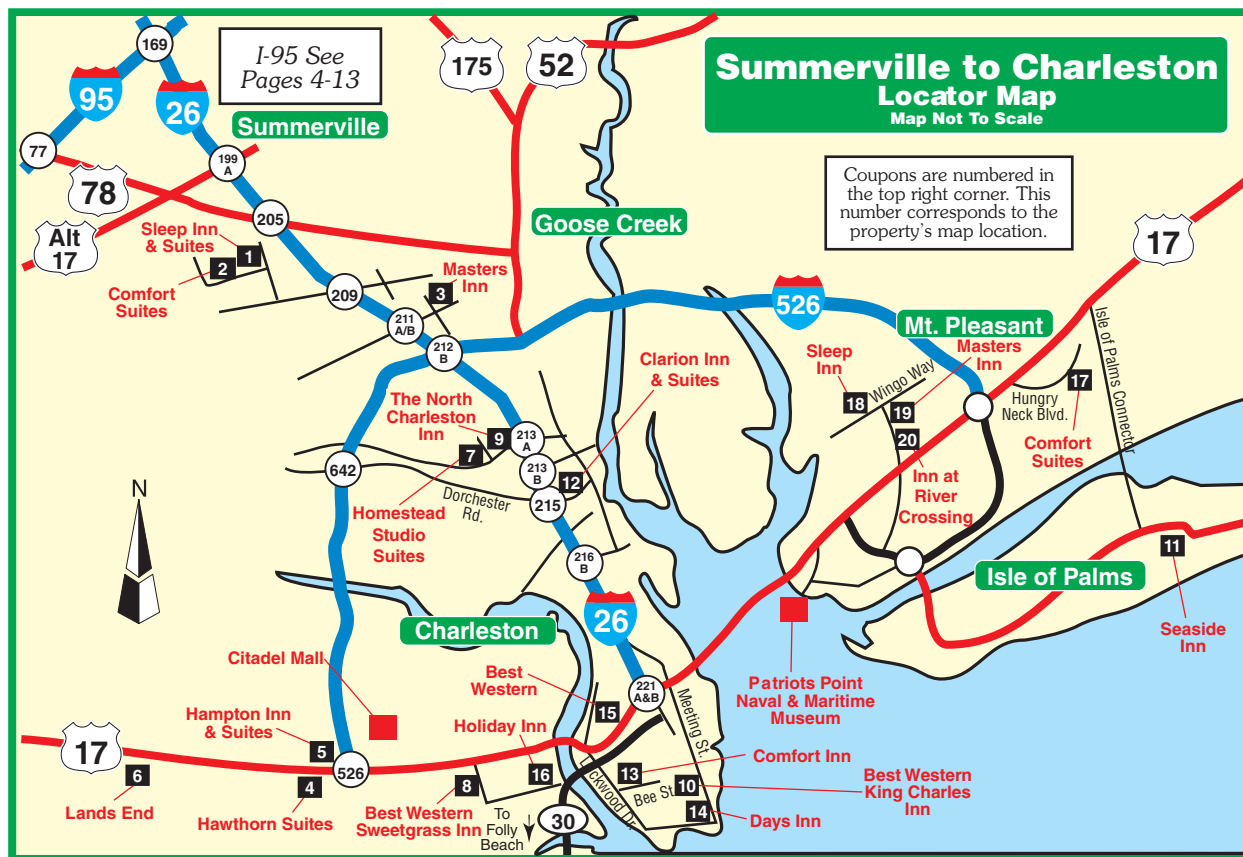 169
I-95 See
Pages 4-13
175
52
Summerville to Charleston
Locator Map
Map Not To Scale
95
26
Summerville
77
199
A
78
Coupons are numbered in
the top right corner. This
number corresponds to the
property's map location.
205
Goose Creek
17
Alt
17
Sleep Inn
& Suites
1
2
Comfort
Suites
209
Masters
Inn
3
211
A/B
212
B
526
Mt. Pleasant
Isle of Palms Connector
Sleep
Inn
Masters
Inn
Wingo Way
18
19
17
Hungry
Neck Blvd.
Comfort
Suites
20
Inn at
River
Crossing
Clarion Inn
& Suites
The North
Charleston
Inn
9
213
A
7
213
B
12
642
215
Dorchester
Rd.
Homestead
Studio
Suites
N
216
B
11
Isle of Palms
Seaside
Inn
26
Charleston
Citadel Mall
Best
Western
221
A&B
Meeting St.
Patriots Point
Naval & Maritime
Museum
15
Hampton Inn
& Suites
Holiday Inn
17
5
526
6
Lands End
4
Hawthorn Suites
8
Best Western
Sweetgrass Inn
16
Lockwood Dr.
13
Comfort Inn
Bee St.
10
Best Western
King Charles
Inn
14
Days Inn
To
Folly
Beach
30